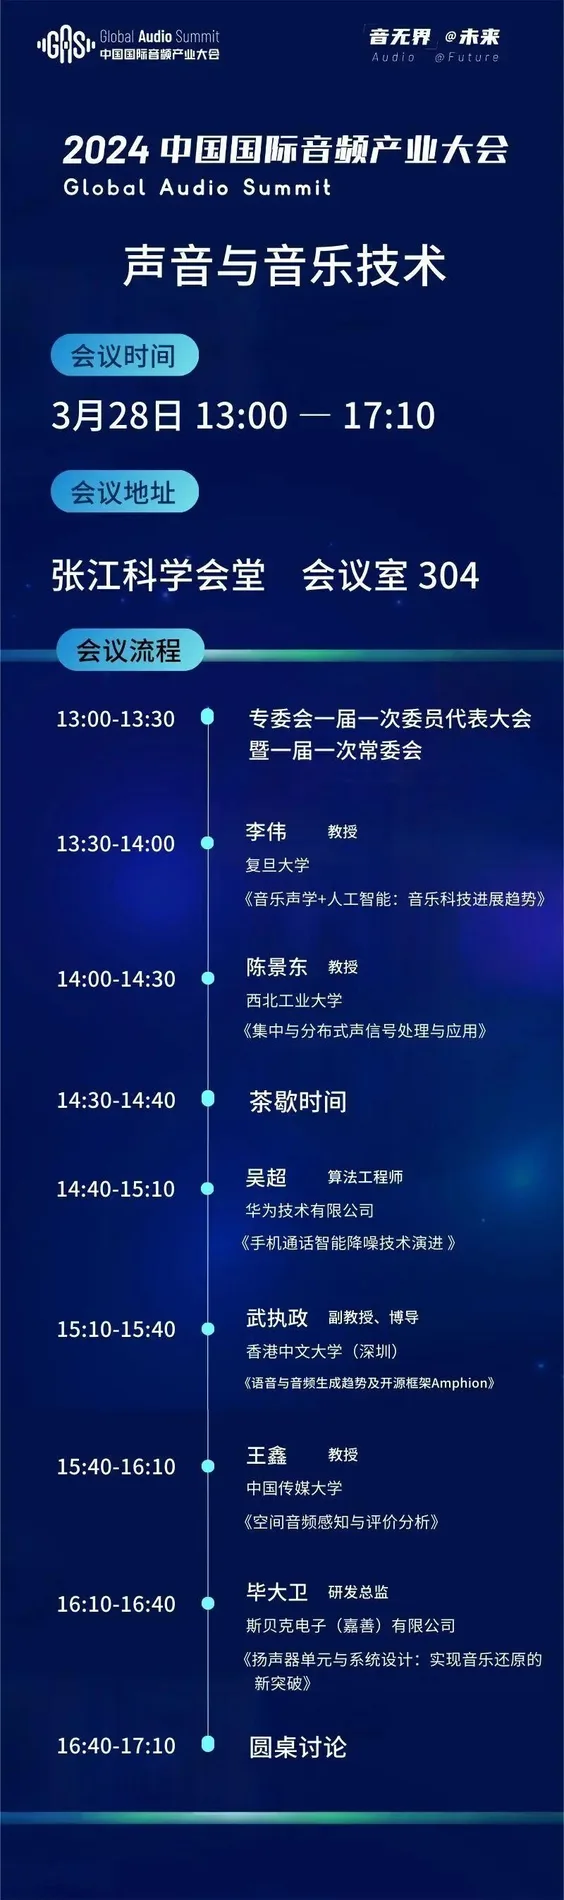 GAS Global Audio Summit
中国国际音频产业大会
音无界 @未来
Audio @Future
2024 中国国际音频产业大会
Global Audio Summit
声音与音乐技术
会议时间
3月28日 13:00 — 17:10
会议地址
张江科学会堂 会议室 304
会议流程
13:00-13:30 专委会一届一次委员代表大会
暨一届一次常委会
13:30-14:00 李伟 教授
复旦大学
《音乐声学+人工智能：音乐科技进展趋势》
14:00-14:30 陈景东 教授
西北工业大学
《集中与分布式声信号处理与应用》
14:30-14:40 茶歇时间
14:40-15:10 吴超 算法工程师
华为技术有限公司
《手机通话智能降噪技术演进 》
15:10-15:40 武执政 副教授、博导
香港中文大学（深圳）
《语音与音频生成趋势及开源框架Amphion》
15:40-16:10 王鑫 教授
中国传媒大学
《空间音频感知与评价分析》
16:10-16:40 毕大卫 研发总监
斯贝克电子（嘉善）有限公司
《扬声器单元与系统设计：实现音乐还原的
新突破》
16:40-17:10 圆桌讨论